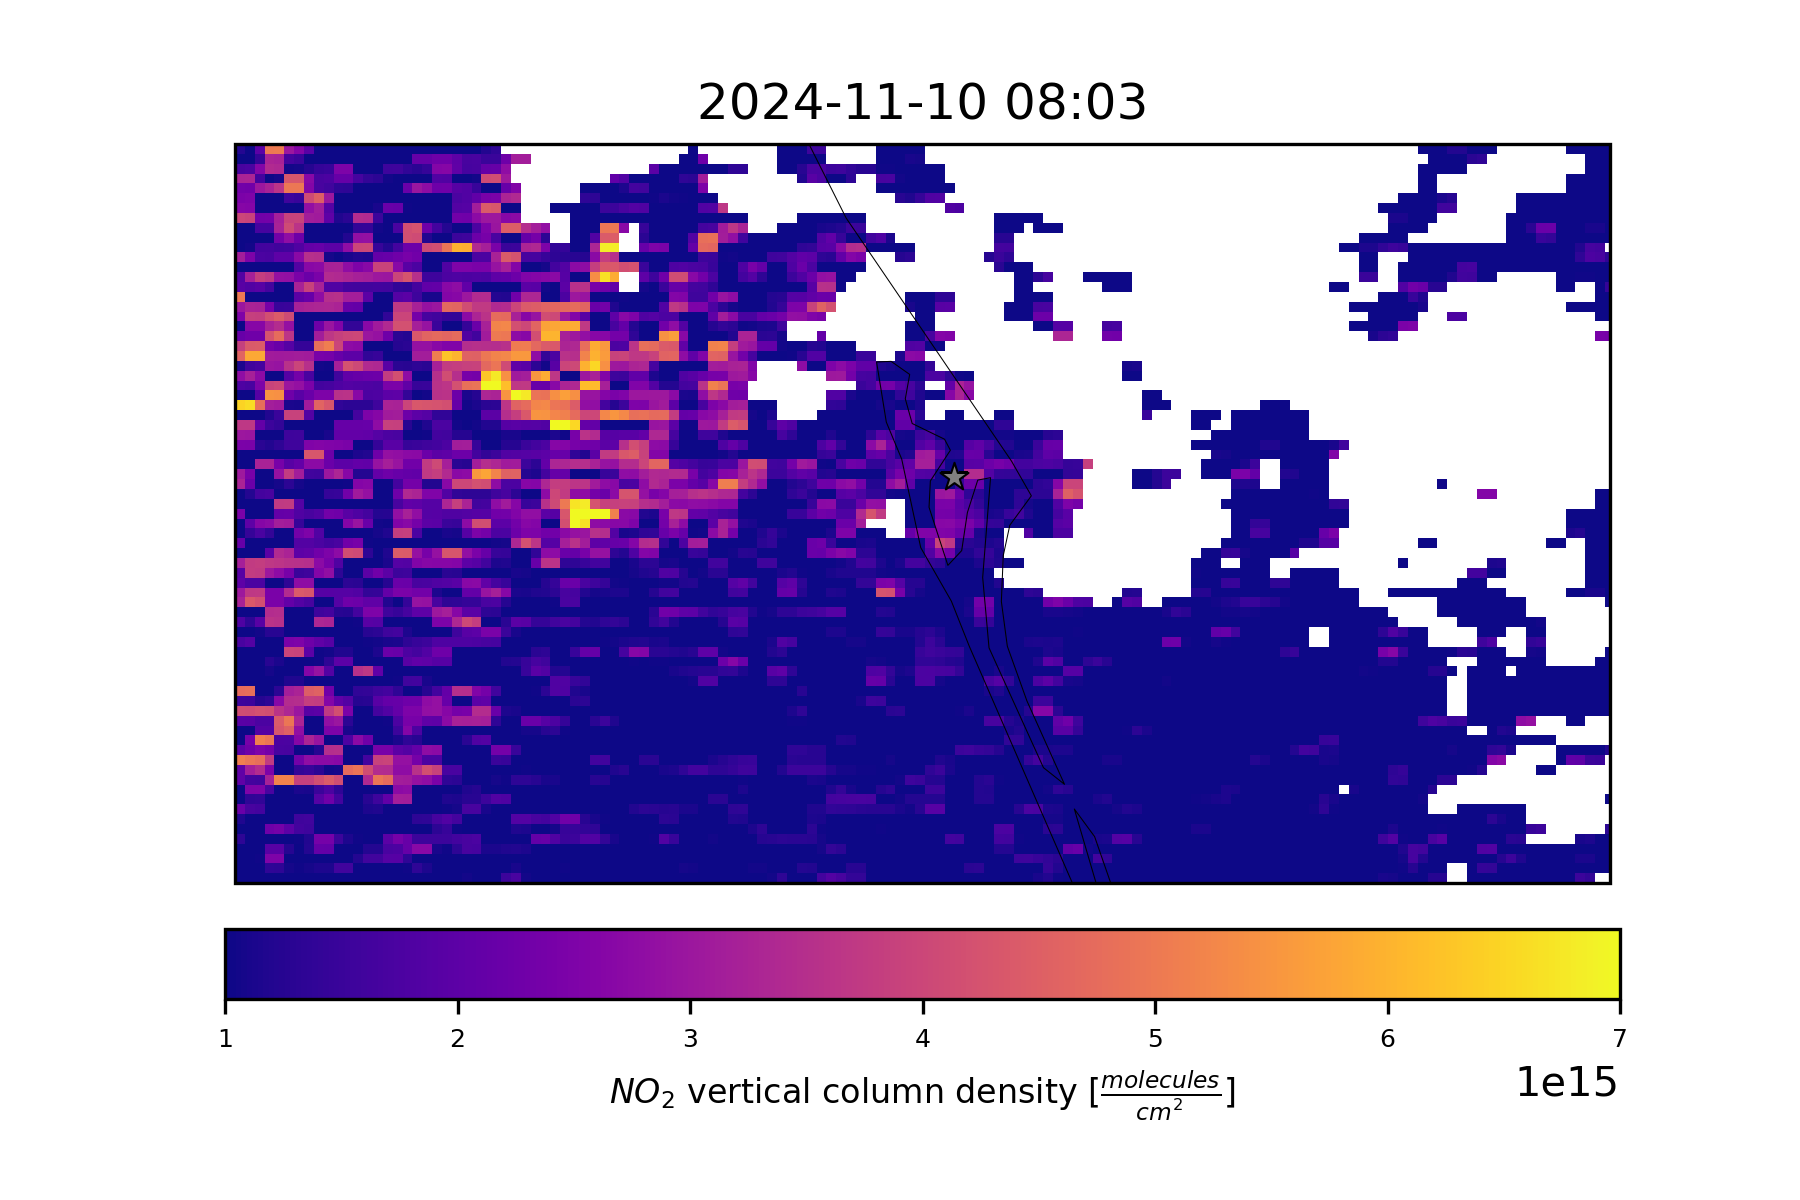 2024-11-10 08:03
1 2 3 4 5 6 7
1e15
NO₂ vertical column density [molecules/cm²]